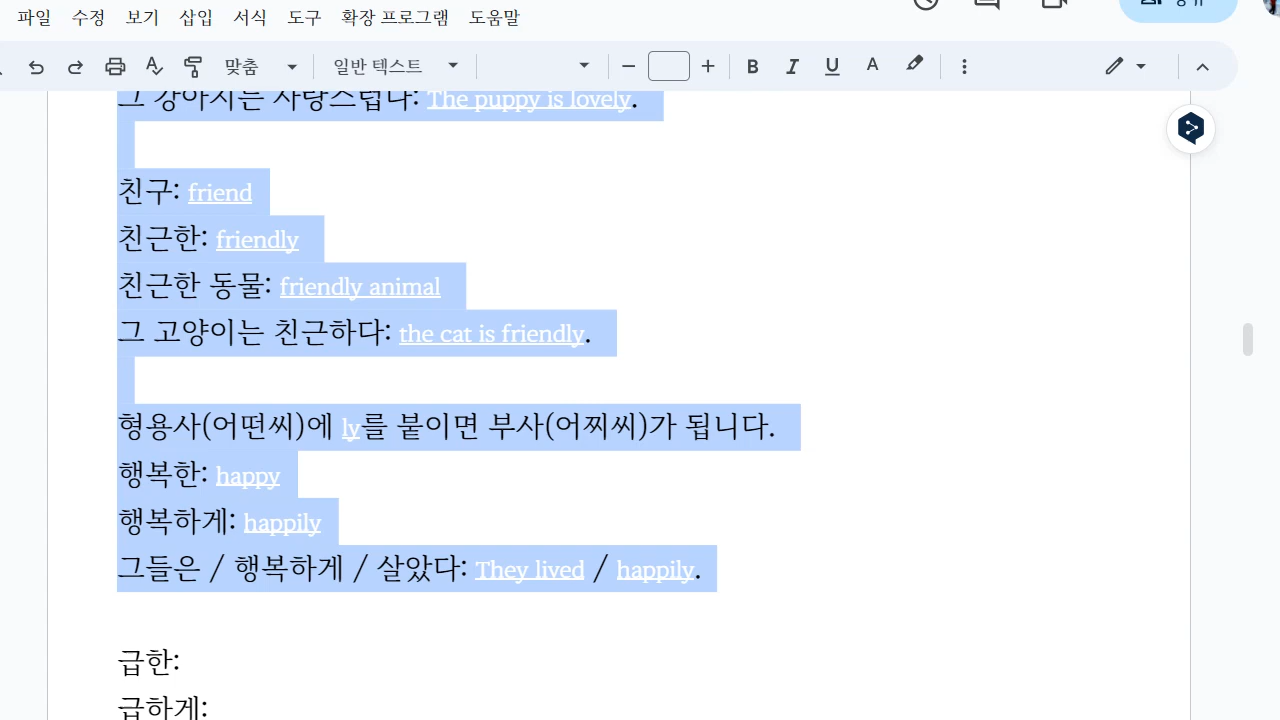 파일 수정 보기 삽입 서식 도구 확장 프로그램 도움말
맞춤 일반 텍스트 B I U A
그 강아지는 사랑스럽다: The puppy is lovely.
친구: friend
친근한: friendly
친근한 동물: friendly animal
그 고양이는 친근하다: the cat is friendly.
형용사(어떤씨)에 ly를 붙이면 부사(어찌씨)가 됩니다.
행복한: happy
행복하게: happily
그들은 / 행복하게 / 살았다: They lived / happily.
급한:
급하게: